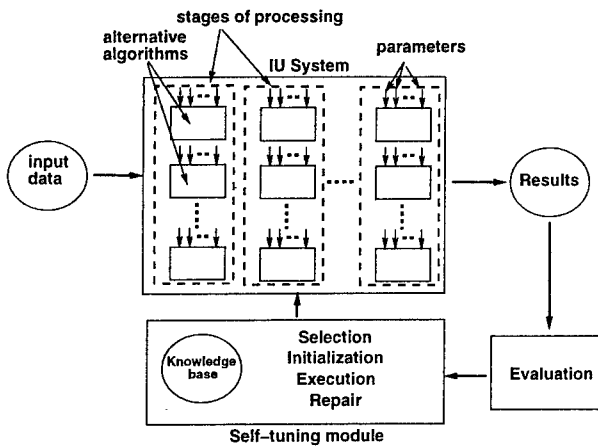 stages of processing
alternative
algorithms
parameters
IU System
input
data
Results
Knowledge
base
Selection
Initialization
Execution
Repair
Evaluation
Self-tuning module